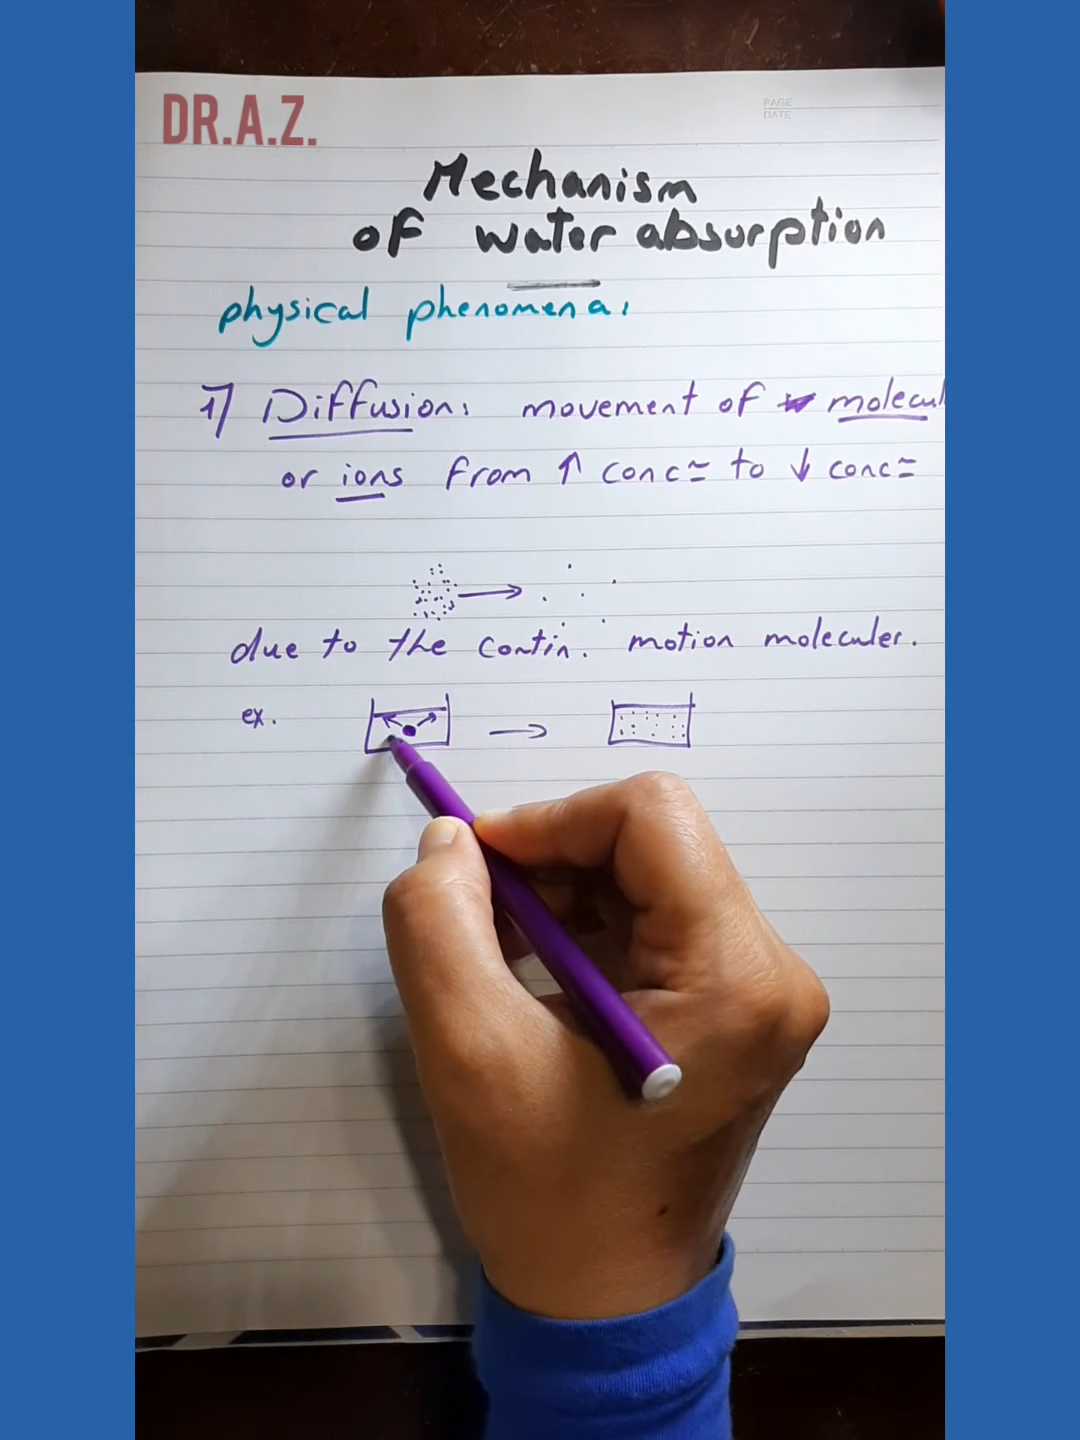 DR.A.Z.
PAGE
DATE
Mechanism
of water absorption
physical phenomena:
1] Diffusion: movement of molecul
or ions from ↑ conc= to ↓ conc=
due to the contin. motion moleculer.
ex.